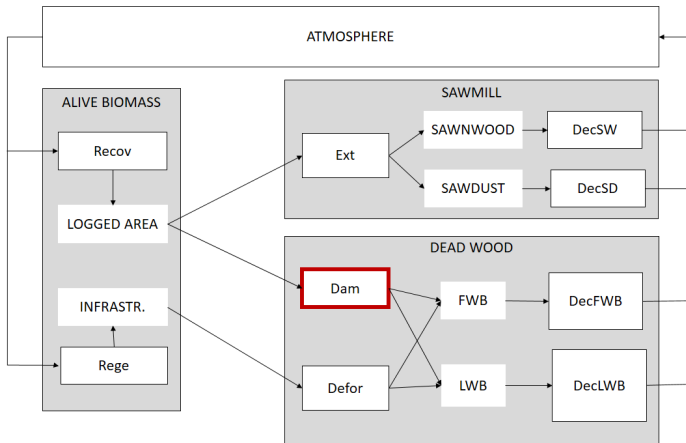 ATMOSPHERE
ALIVE BIOMASS
Recov
LOGGED AREA
INFRASTR.
Rege
SAWMILL
Ext
SAWNWOOD
DecSW
SAWDUST
DecSD
DEAD WOOD
Dam
FWB
DecFWB
Defor
LWB
DecLWB